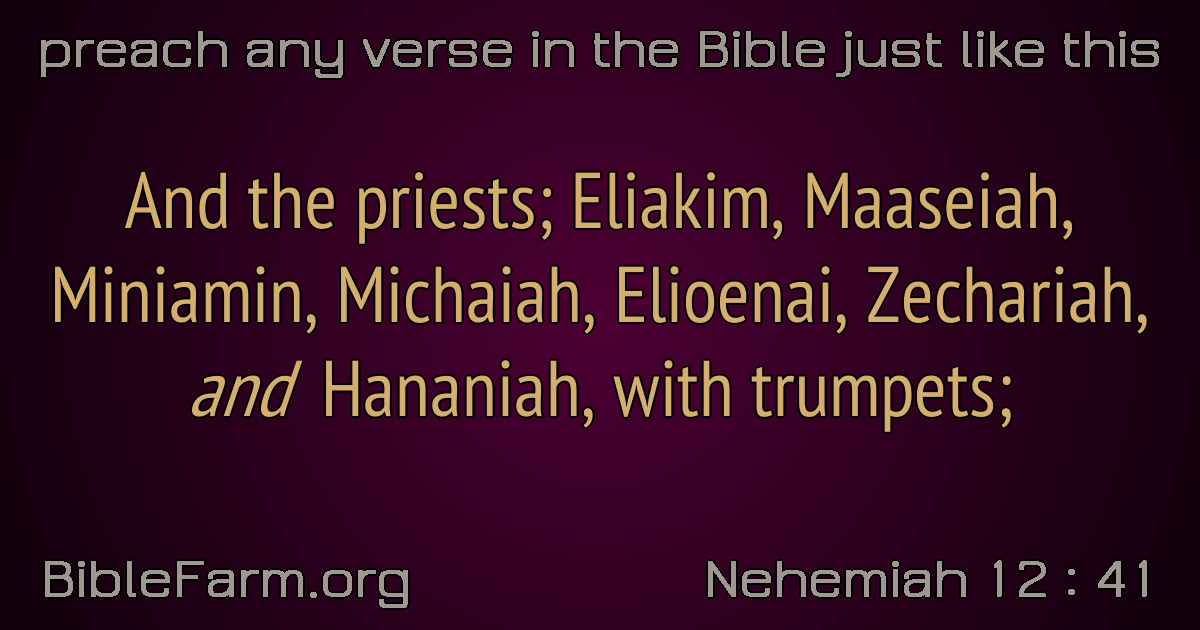 preach any verse in the Bible just like this
And the priests; Eliakim, Maaseiah,
Miniamin, Michaiah, Elioenai, Zechariah,
and Hananiah, with trumpets;
BibleFarm.org
Nehemiah 12 : 41